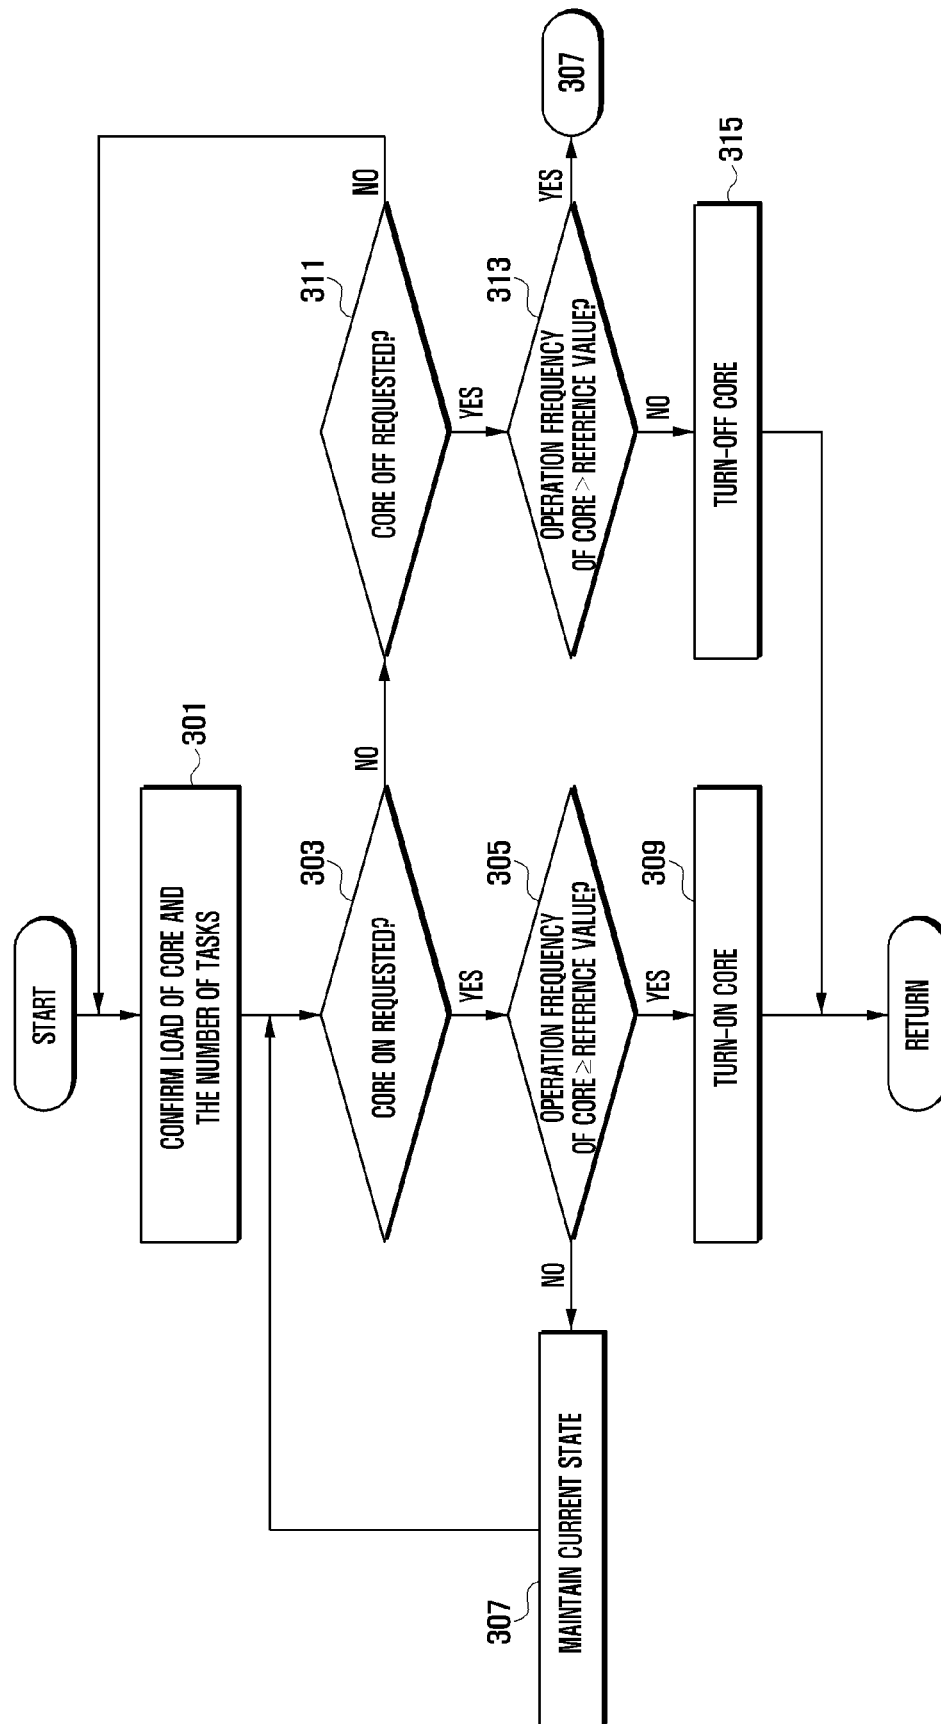 START
CONFIRM LOAD OF CORE AND
THE NUMBER OF TASKS
301
CORE ON REQUESTED?
303
NO
YES
CORE OFF REQUESTED?
311
NO
YES
OPERATION FREQUENCY
OF CORE≥REFERENCE VALUE?
305
NO
YES
MAINTAIN CURRENT STATE
307
OPERATION FREQUENCY
OF CORE>REFERENCE VALUE?
313
YES
307
NO
TURN-ON CORE
309
TURN-OFF CORE
315
RETURN